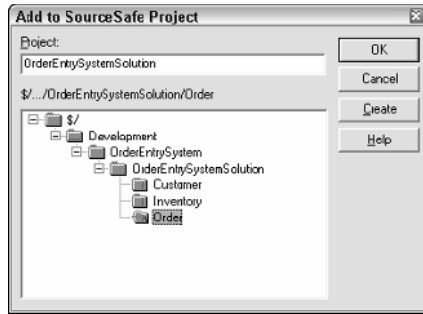 Add to SourceSafe Project
Project:
OrderEntrySystemSolution
OK
Cancel
Create
Help
$/.../OrderEntrySystemSolution/Order
$/
Development
OrderEntrySystem
OrderEntrySystemSolution
Customer
Inventory
Order